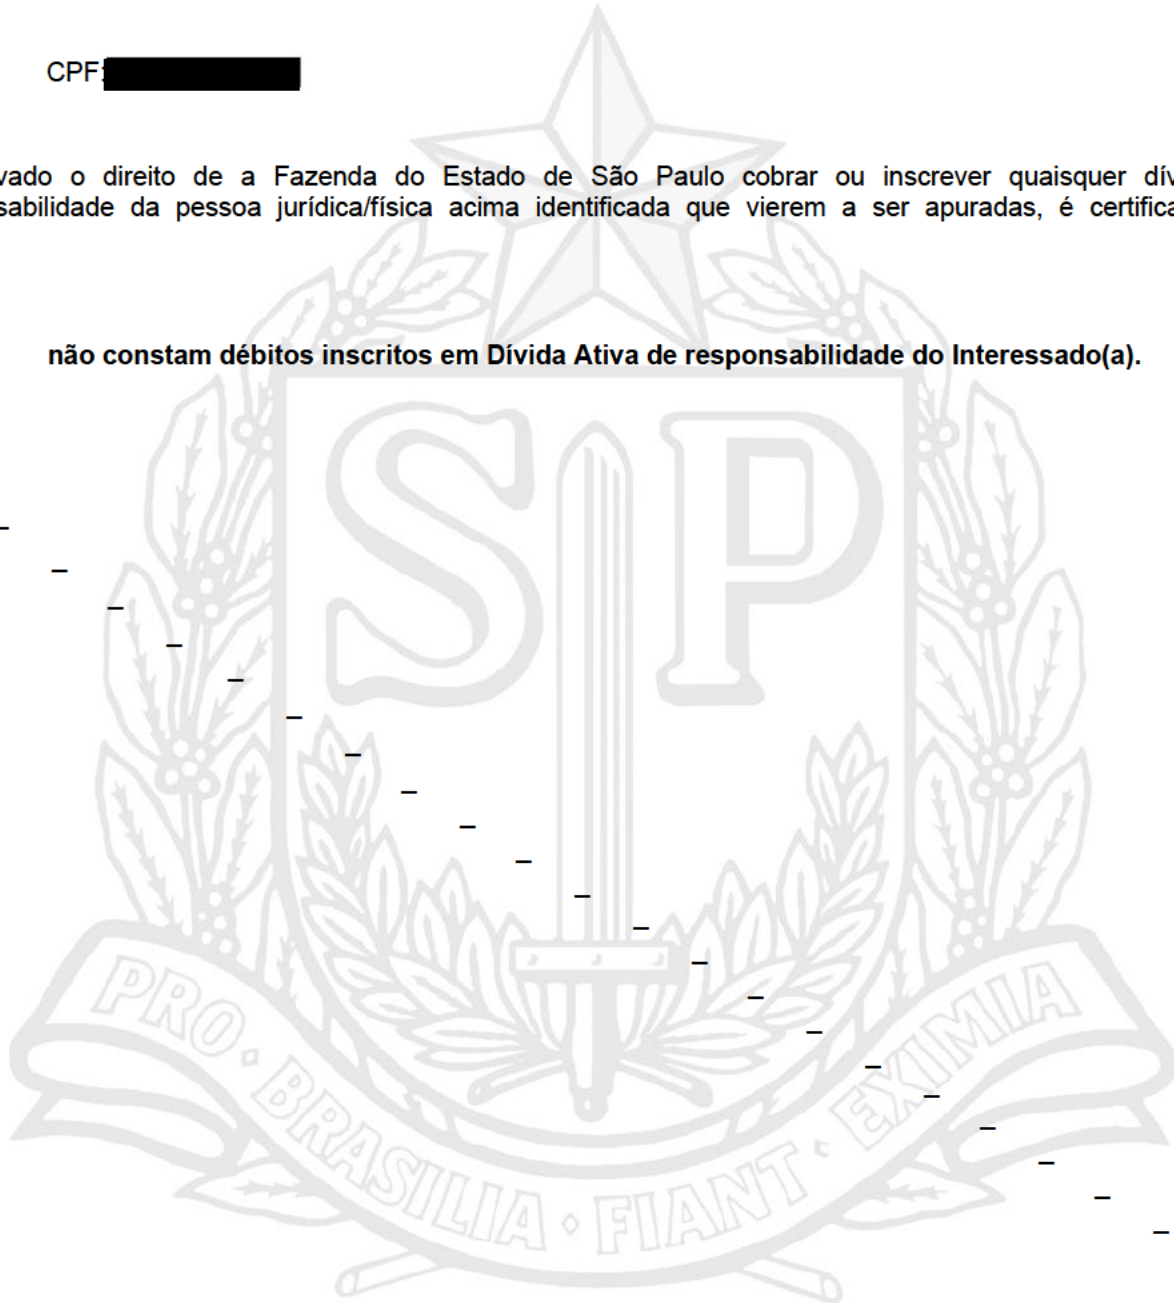 CPF:
vado o direito de a Fazenda do Estado de São Paulo cobrar ou inscrever quaisquer dív
sabilidade da pessoa jurídica/física acima identificada que vierem a ser apuradas, é certifica
não constam débitos inscritos em Dívida Ativa de responsabilidade do Interessado(a).
SP
PRO · BRASILIA · FIANT · EXIMIA